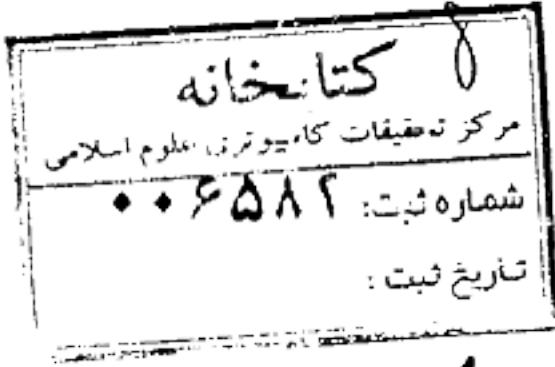 کتابخانه
مرکز تحقیقات کامپیوتری علوم اسلامی
شماره ثبت: ۰۰۶۵۸۲
تاریخ ثبت :